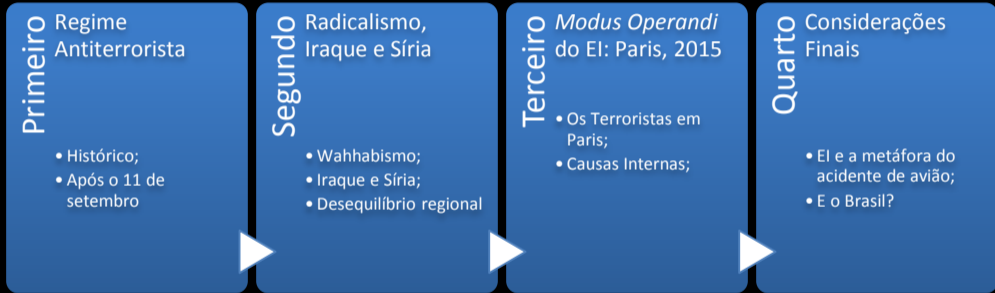 Primeiro
Regime
Antiterrorista
• Histórico;
• Após o 11 de
setembro
Segundo
Radicalismo,
Iraque e Síria
• Wahhabismo;
• Iraque e Síria;
• Desequilíbrio regional
Terceiro
Modus Operandi
do EI: Paris, 2015
• Os Terroristas em
Paris;
• Causas Internas;
Quarto
Considerações
Finais
• EI e a metáfora do
acidente de avião;
• E o Brasil?